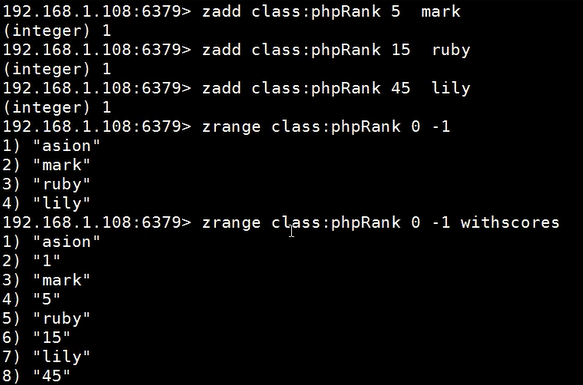 192.168.1.108:6379> zadd class:phpRank 5  mark
(integer) 1
192.168.1.108:6379> zadd class:phpRank 15  ruby
(integer) 1
192.168.1.108:6379> zadd class:phpRank 45  lily
(integer) 1
192.168.1.108:6379> zrange class:phpRank 0 -1
1) "asion"
2) "mark"
3) "ruby"
4) "lily"
192.168.1.108:6379> zrange class:phpRank 0 -1 withscores
1) "asion"
2) "1"
3) "mark"
4) "5"
5) "ruby"
6) "15"
7) "lily"
8) "45"